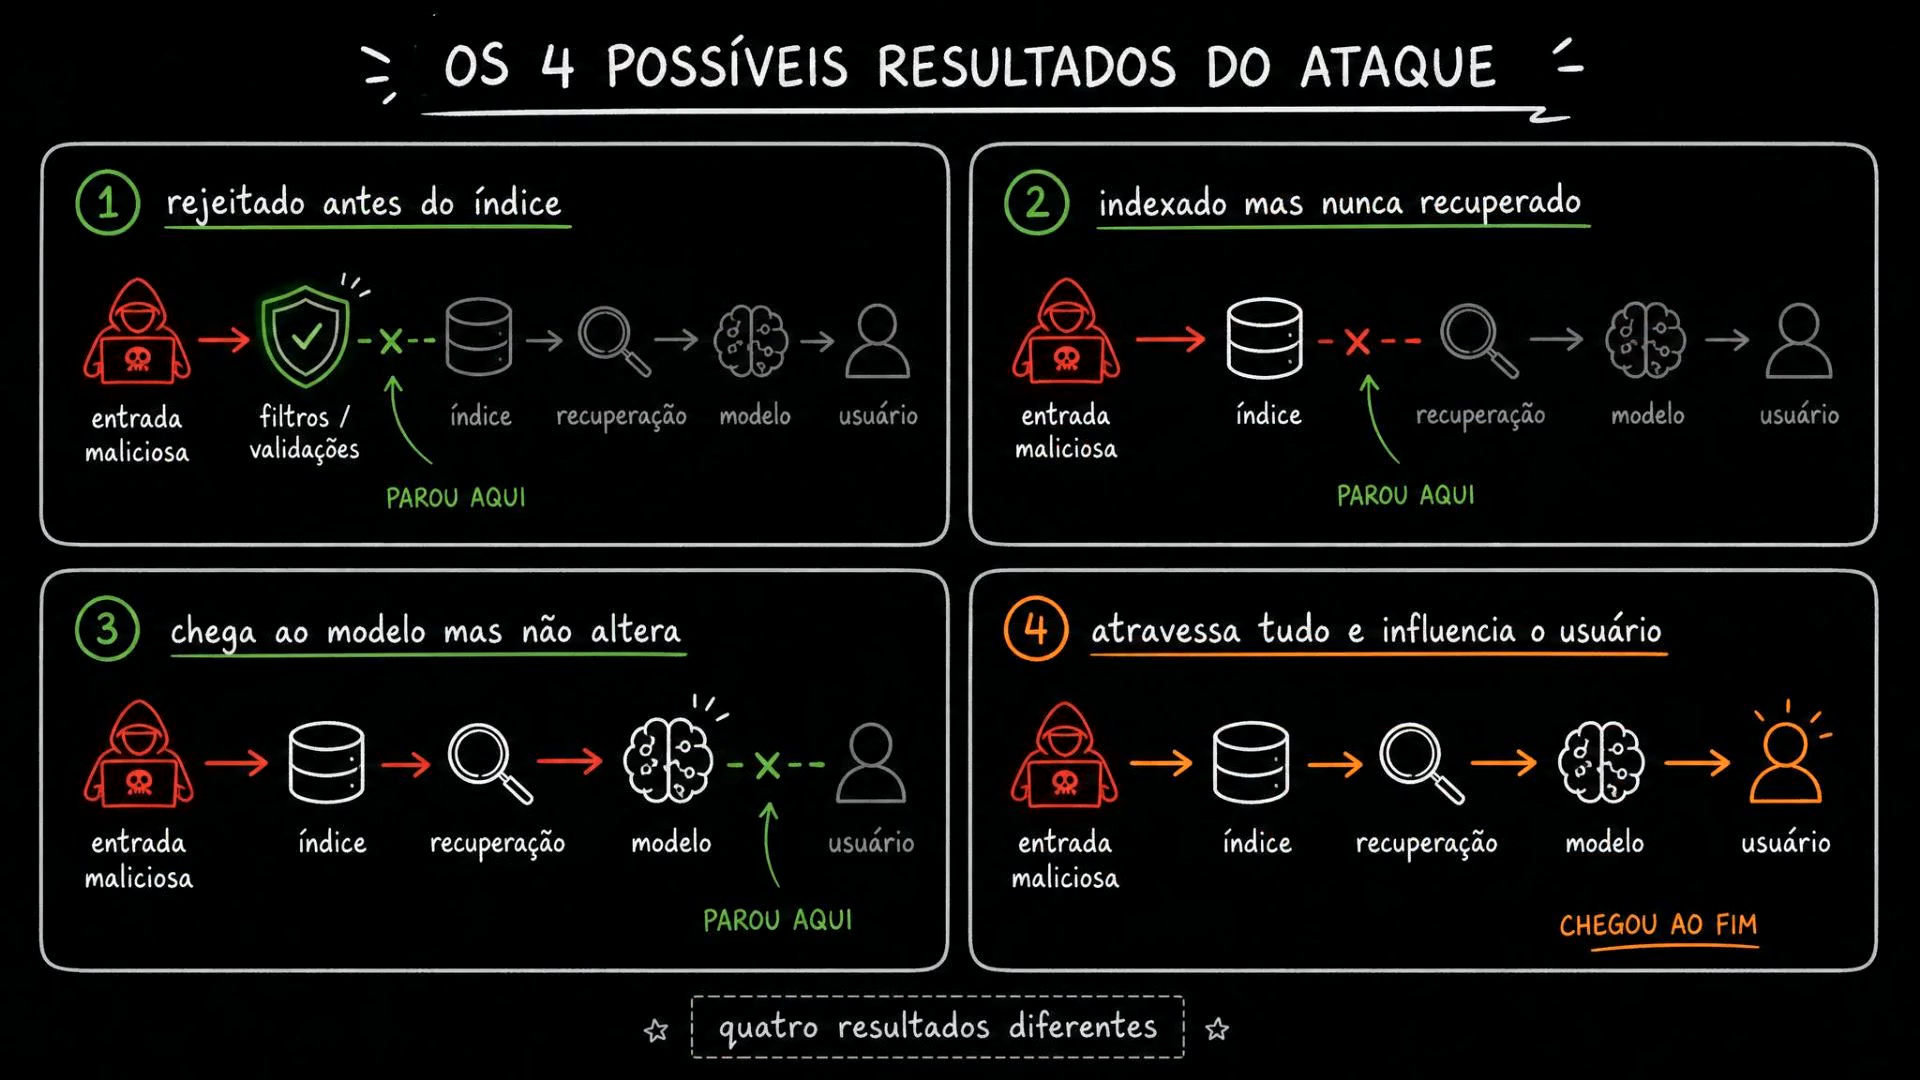 OS 4 POSSÍVEIS RESULTADOS DO ATAQUE
1 rejeitado antes do índice
entrada
maliciosa
filtros /
validações
índice
recuperação
modelo
usuário
PAROU AQUI
2 indexado mas nunca recuperado
entrada
maliciosa
índice
recuperação
modelo
usuário
PAROU AQUI
3 chega ao modelo mas não altera
entrada
maliciosa
índice
recuperação
modelo
usuário
PAROU AQUI
4 atravessa tudo e influencia o usuário
entrada
maliciosa
índice
recuperação
modelo
usuário
CHEGOU AO FIM
quatro resultados diferentes